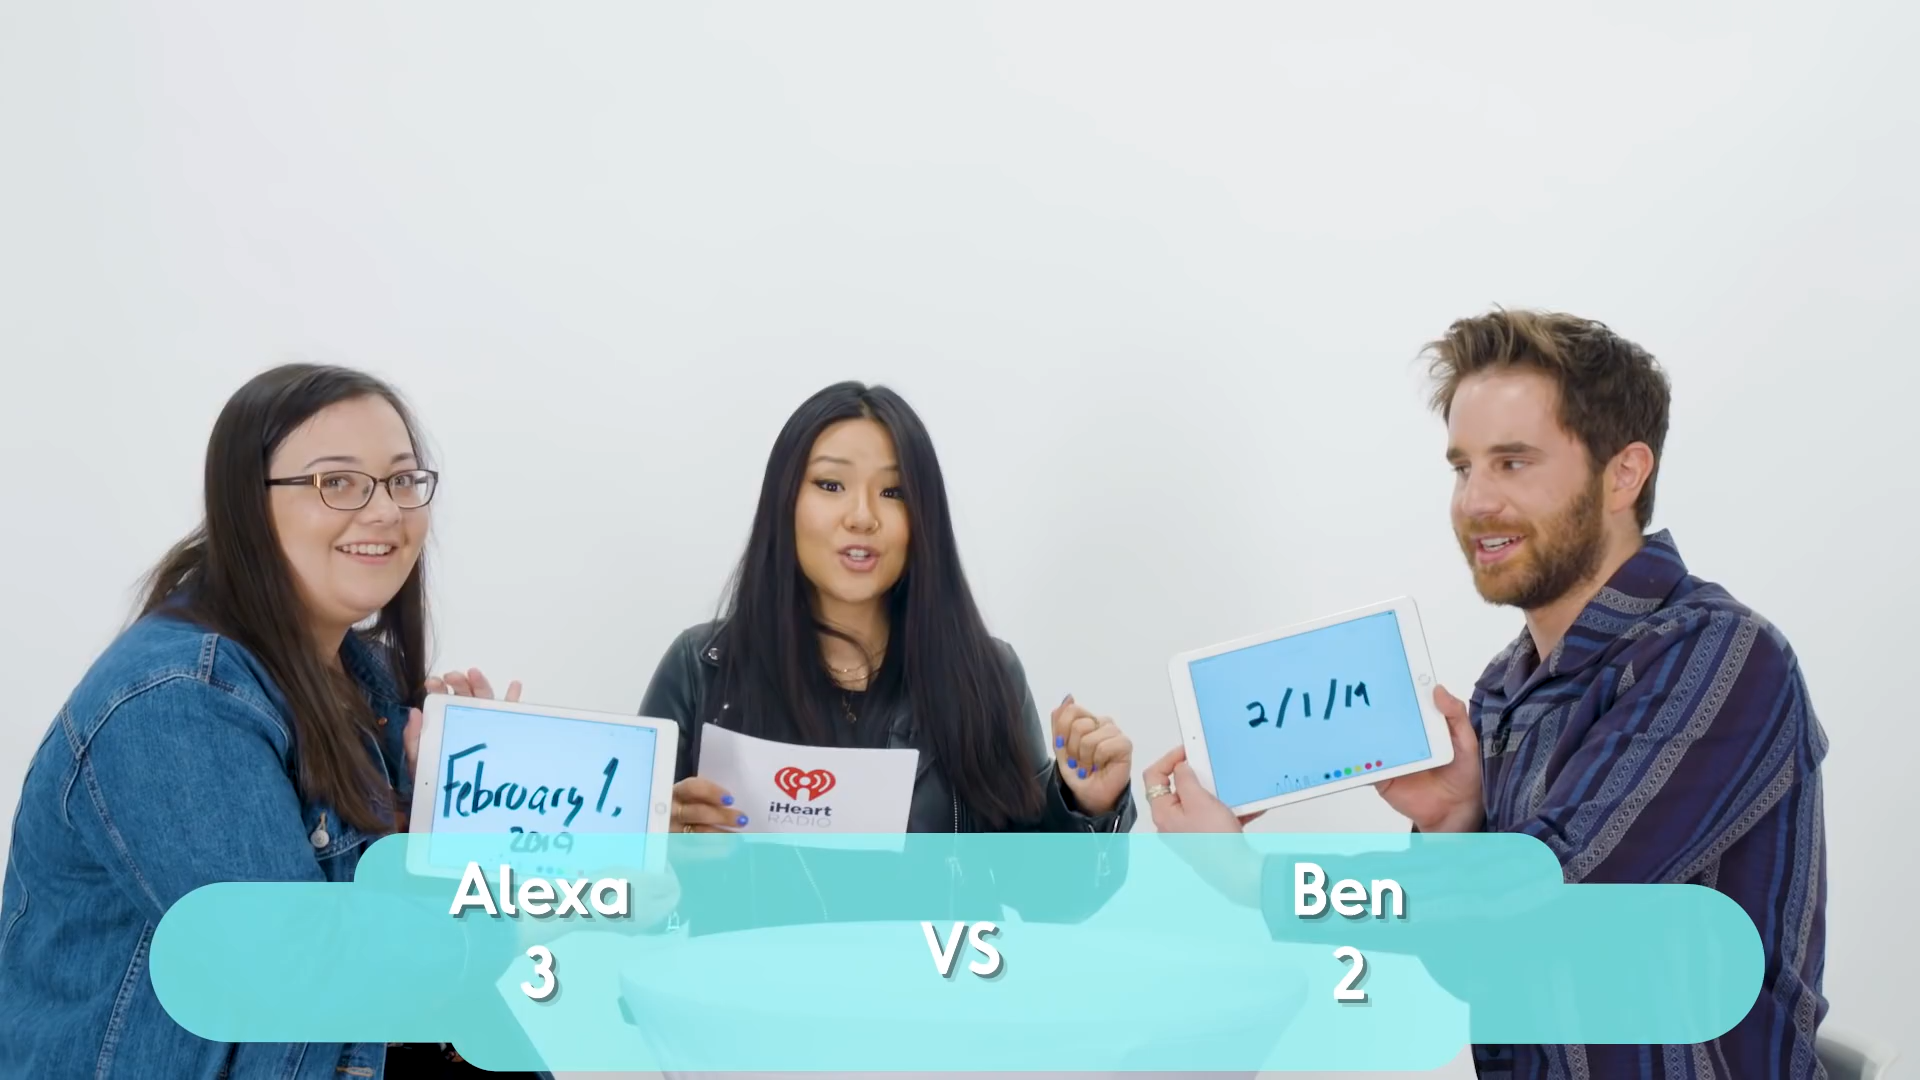 February 1,
2019
iHeart
RADIO
2/1/19
Alexa
3
VS
Ben
2